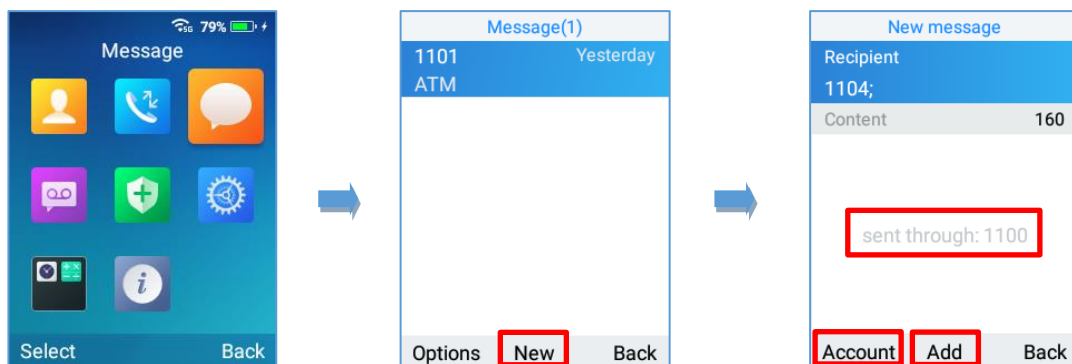 5G 79%
Message
i
Select Back
Message(1)
1101 Yesterday
ATM
Options New Back
New message
Recipient
1104;
Content 160
sent through: 1100
Account Add Back